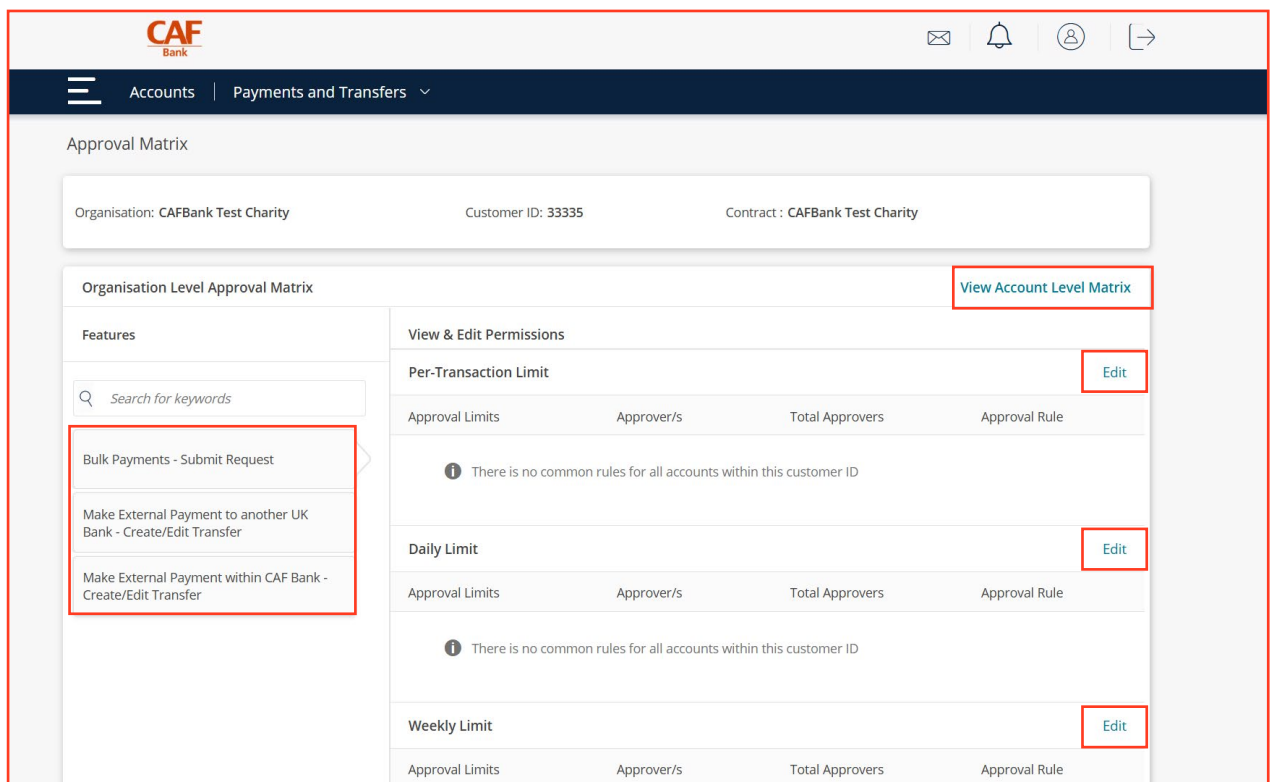 CAF
Bank
Accounts
Payments and Transfers
Approval Matrix
Organisation: CAFBank Test Charity
Customer ID: 33335
Contract : CAFBank Test Charity
Organisation Level Approval Matrix
View Account Level Matrix
Features
Search for keywords
Bulk Payments - Submit Request
Make External Payment to another UK
Bank - Create/Edit Transfer
Make External Payment within CAF Bank -
Create/Edit Transfer
View & Edit Permissions
Per-Transaction Limit
Edit
Approval Limits
Approver/s
Total Approvers
Approval Rule
There is no common rules for all accounts within this customer ID
Daily Limit
Edit
Approval Limits
Approver/s
Total Approvers
Approval Rule
There is no common rules for all accounts within this customer ID
Weekly Limit
Edit
Approval Limits
Approver/s
Total Approvers
Approval Rule